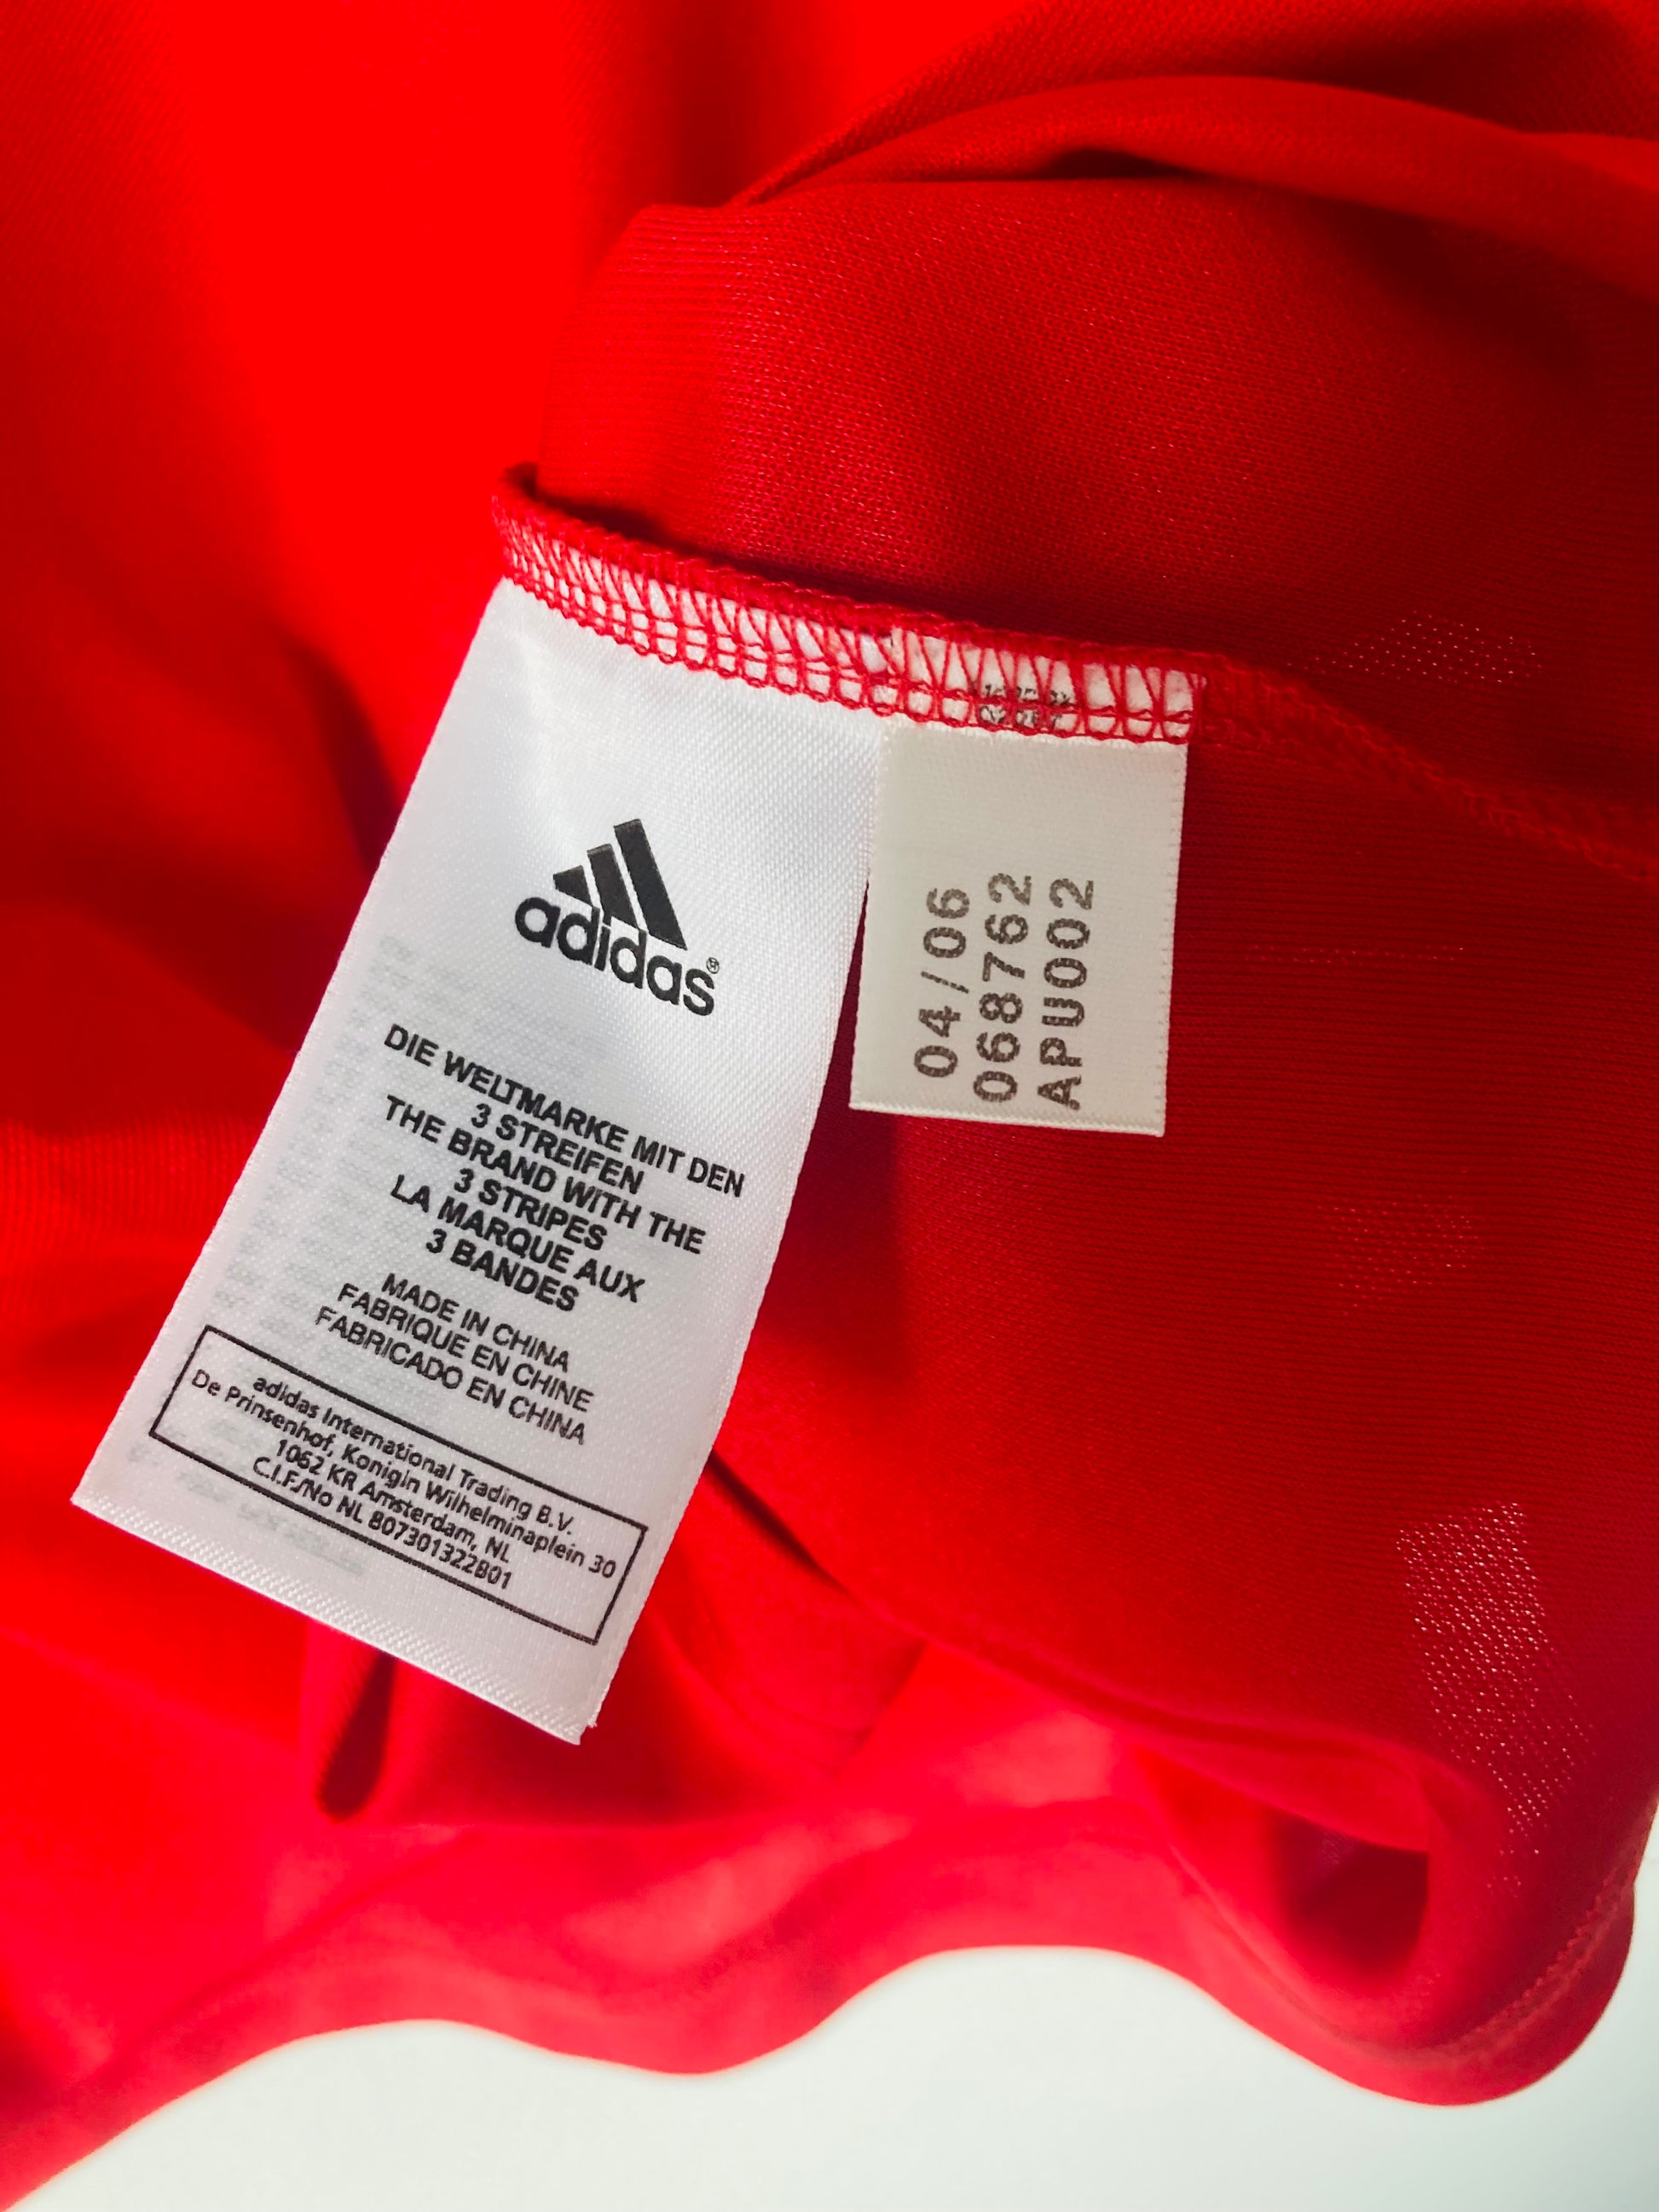 adidas®
DIE WELTMARKE MIT DEN
3 STREIFEN
THE BRAND WITH THE
3 STRIPES
LA MARQUE AUX
3 BANDES
MADE IN CHINA
FABRIQUE EN CHINE
FABRICADO EN CHINA
adidas International Trading B.V.
De Prinsenhof, Konigin Wilhelminaplein 30
1062 KR Amsterdam, NL
C.I.F./No NL 807301322B01
04/06
068762
APU002